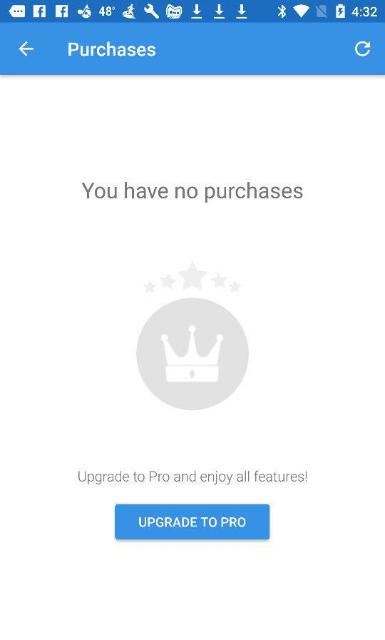 48° 4:32
Purchases
You have no purchases
Upgrade to Pro and enjoy all features!
UPGRADE TO PRO